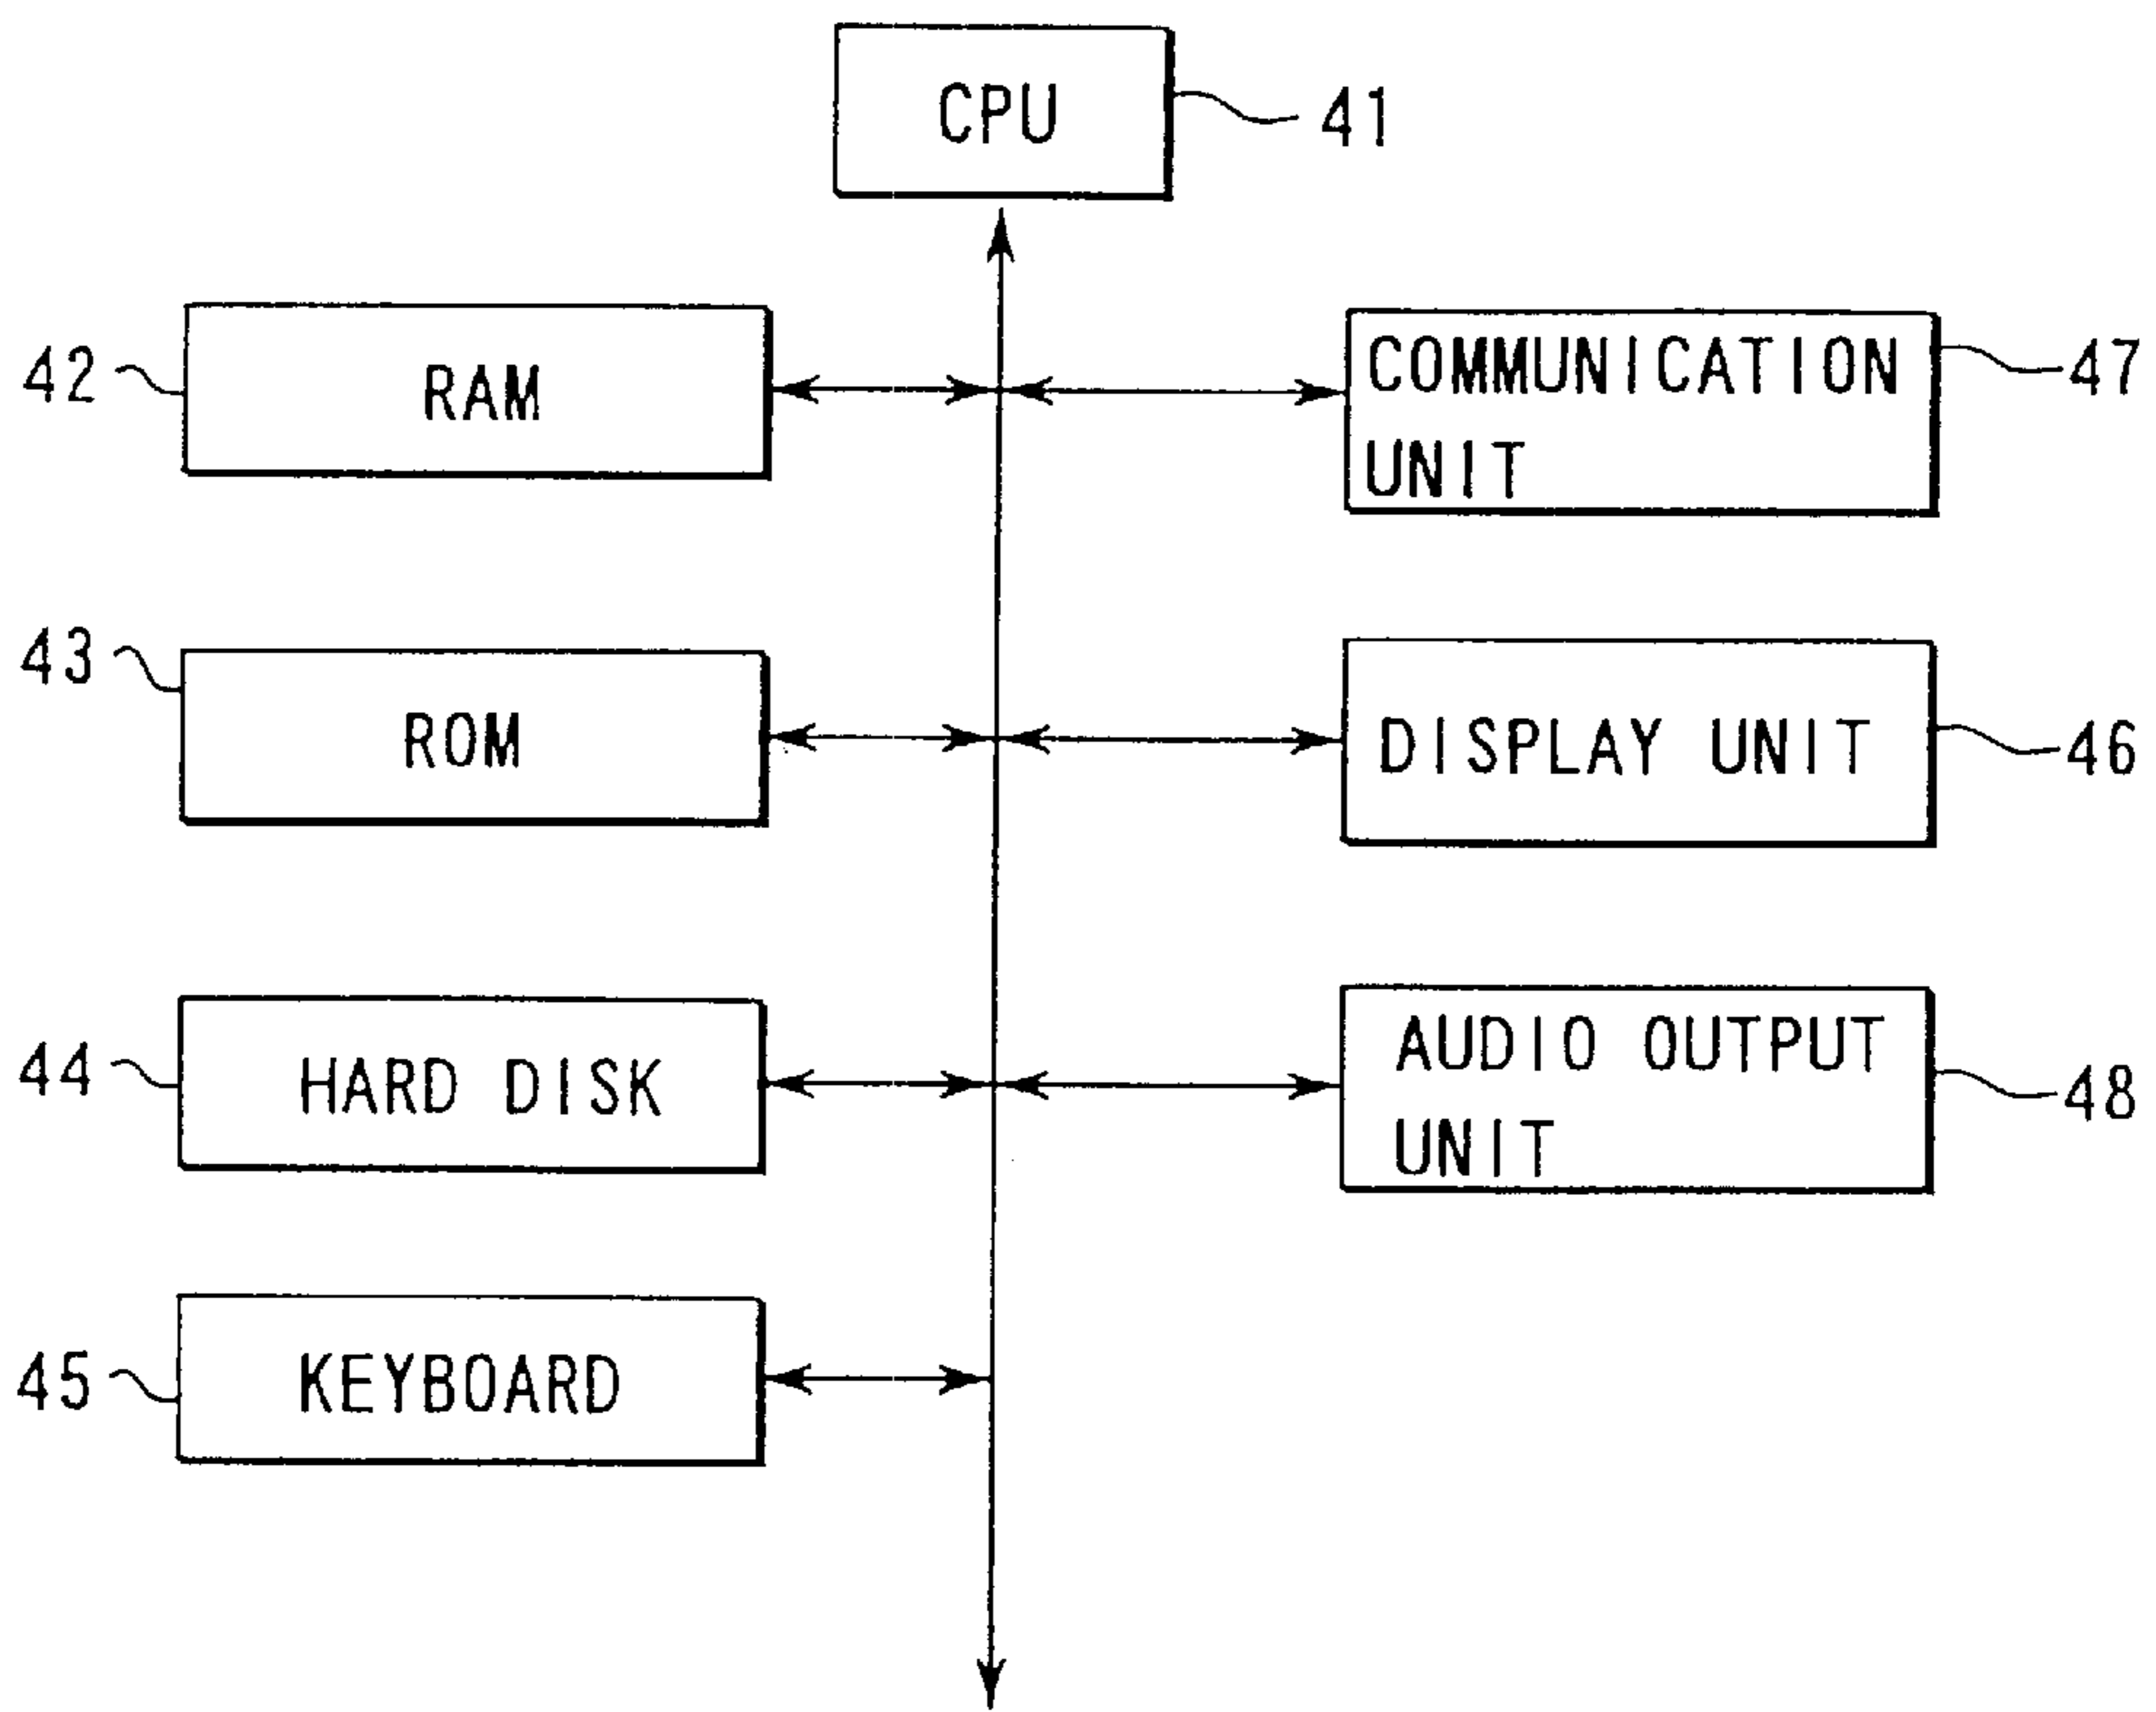 CPU
41
42
RAM
COMMUNICATION
UNIT
47
43
ROM
DISPLAY UNIT
46
44
HARD DISK
AUDIO OUTPUT
UNIT
48
45
KEYBOARD